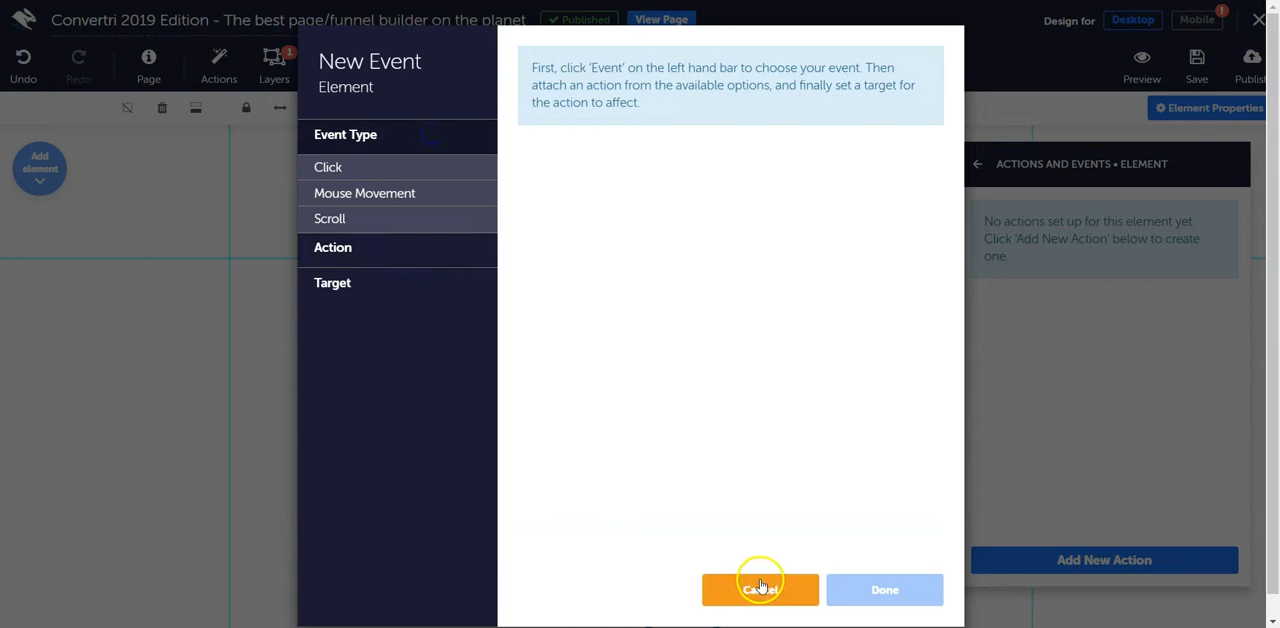 Convertri 2019 Edition - The best page/funnel builder on the planet
Published
View Page
Design for
Desktop
Mobile
!
Undo
Redo
Page
Actions
Layers
1
Preview
Save
Publis
Element Properties
Add
element
New Event
Element
Event Type
Click
Mouse Movement
Scroll
Action
Target
First, click 'Event' on the left hand bar to choose your event. Then
attach an action from the available options, and finally set a target for
the action to affect.
Cancel
Done
ACTIONS AND EVENTS • ELEMENT
No actions set up for this element yet.
Click 'Add New Action' below to create
one.
Add New Action